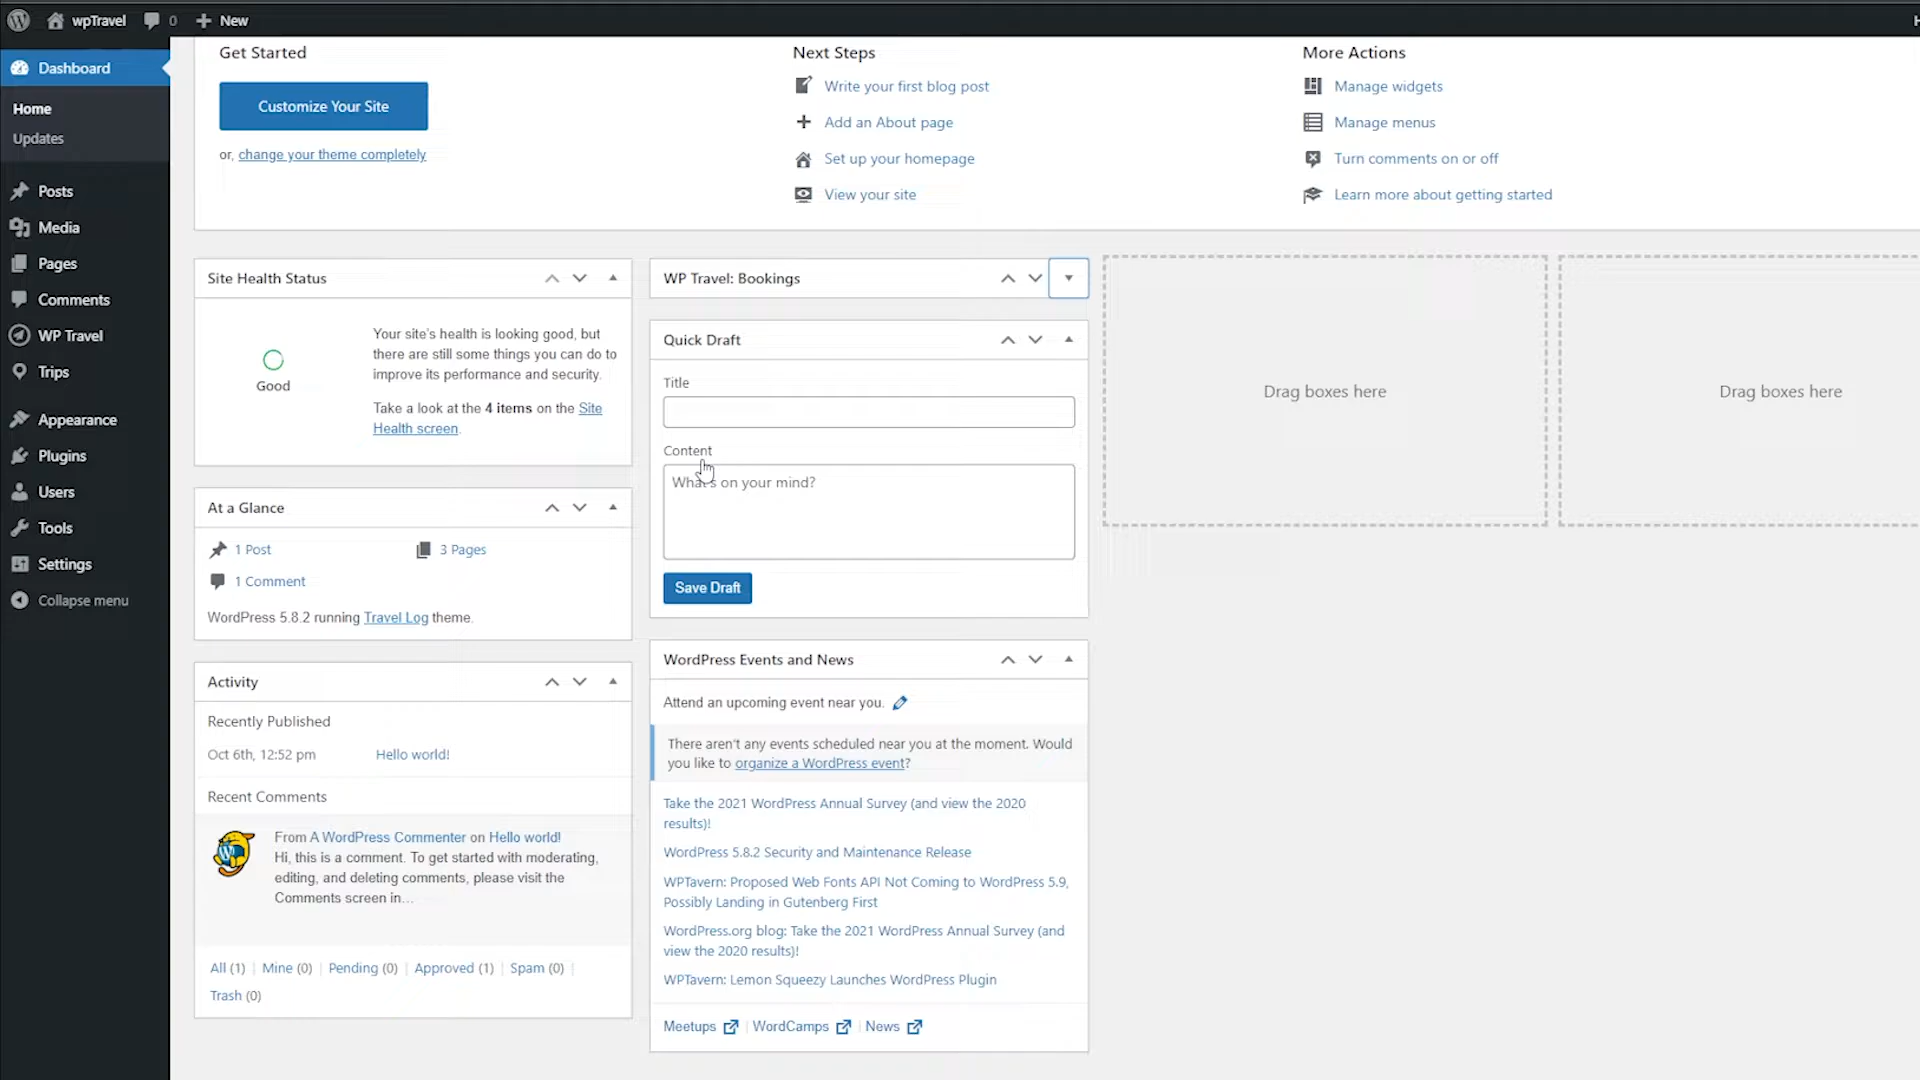 wpTravel 0 New
Dashboard
Home
Updates
Posts
Media
Pages
Comments
WP Travel
Trips
Appearance
Plugins
Users
Tools
Settings
Collapse menu
Get Started
Customize Your Site
or, change your theme completely
Next Steps
Write your first blog post
Add an About page
Set up your homepage
View your site
More Actions
Manage widgets
Manage menus
Turn comments on or off
Learn more about getting started
Site Health Status
Good
Your site's health is looking good, but
there are still some things you can do to
improve its performance and security.
Take a look at the 4 items on the Site
Health screen.
At a Glance
1 Post
3 Pages
1 Comment
WordPress 5.8.2 running Travel Log theme.
Activity
Recently Published
Oct 6th, 12:52 pm Hello world!
Recent Comments
From A WordPress Commenter on Hello world!
Hi, this is a comment. To get started with moderating,
editing, and deleting comments, please visit the
Comments screen in…
All (1) | Mine (0) | Pending (0) | Approved (1) | Spam (0) |
Trash (0)
WP Travel: Bookings
Quick Draft
Title
Content
What's on your mind?
Save Draft
WordPress Events and News
Attend an upcoming event near you.
There aren't any events scheduled near you at the moment. Would
you like to organize a WordPress event?
Take the 2021 WordPress Annual Survey (and view the 2020
results)!
WordPress 5.8.2 Security and Maintenance Release
WPTavern: Proposed Web Fonts API Not Coming to WordPress 5.9,
Possibly Landing in Gutenberg First
WordPress.org blog: Take the 2021 WordPress Annual Survey (and
view the 2020 results)!
WPTavern: Lemon Squeezy Launches WordPress Plugin
Meetups | WordCamps | News
Drag boxes here
Drag boxes here